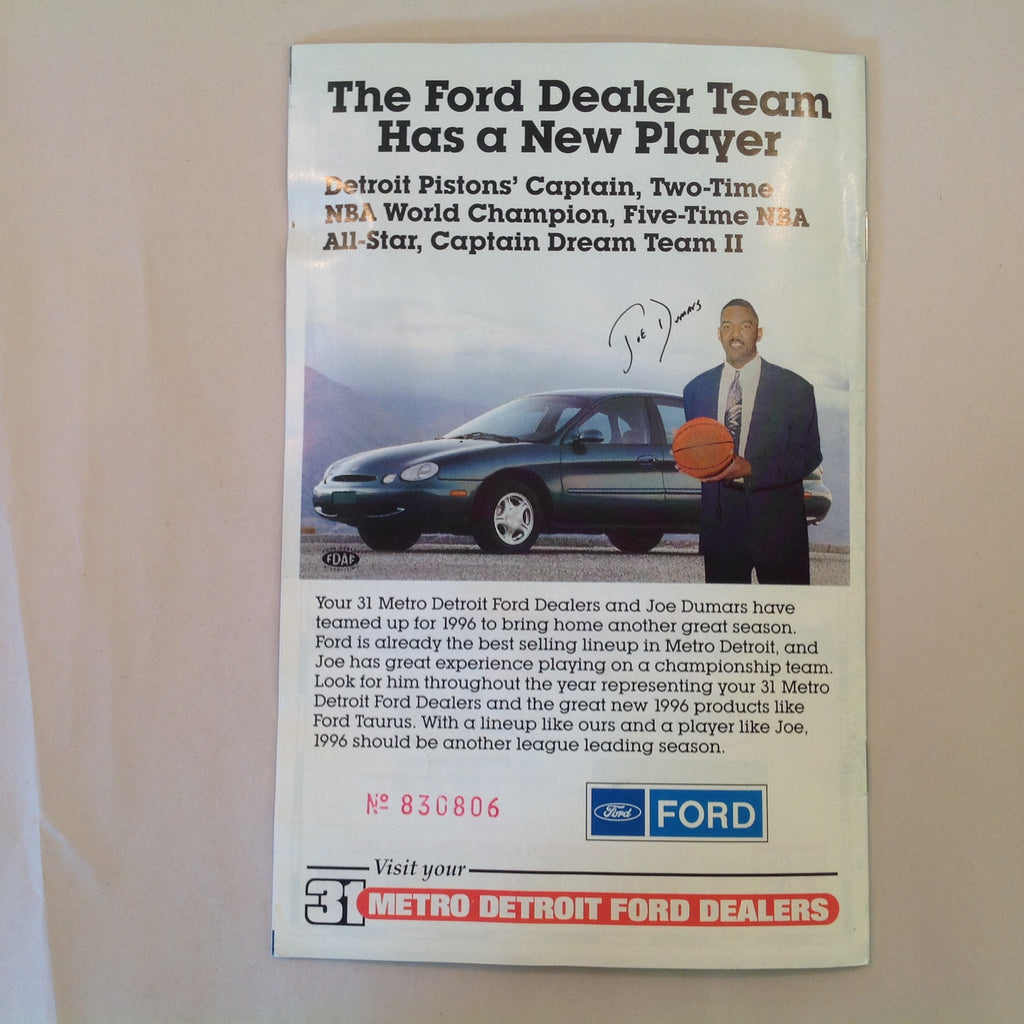 The Ford Dealer Team
Has a New Player
Detroit Pistons' Captain, Two-Time
NBA World Champion, Five-Time NBA
All-Star, Captain Dream Team II
Joe Dumars
FDAF
Your 31 Metro Detroit Ford Dealers and Joe Dumars have
teamed up for 1996 to bring home another great season.
Ford is already the best selling lineup in Metro Detroit, and
Joe has great experience playing on a championship team.
Look for him throughout the year representing your 31 Metro
Detroit Ford Dealers and the great new 1996 products like
Ford Taurus. With a lineup like ours and a player like Joe,
1996 should be another league leading season.
Nº 830806
Ford FORD
Visit your
31 METRO DETROIT FORD DEALERS